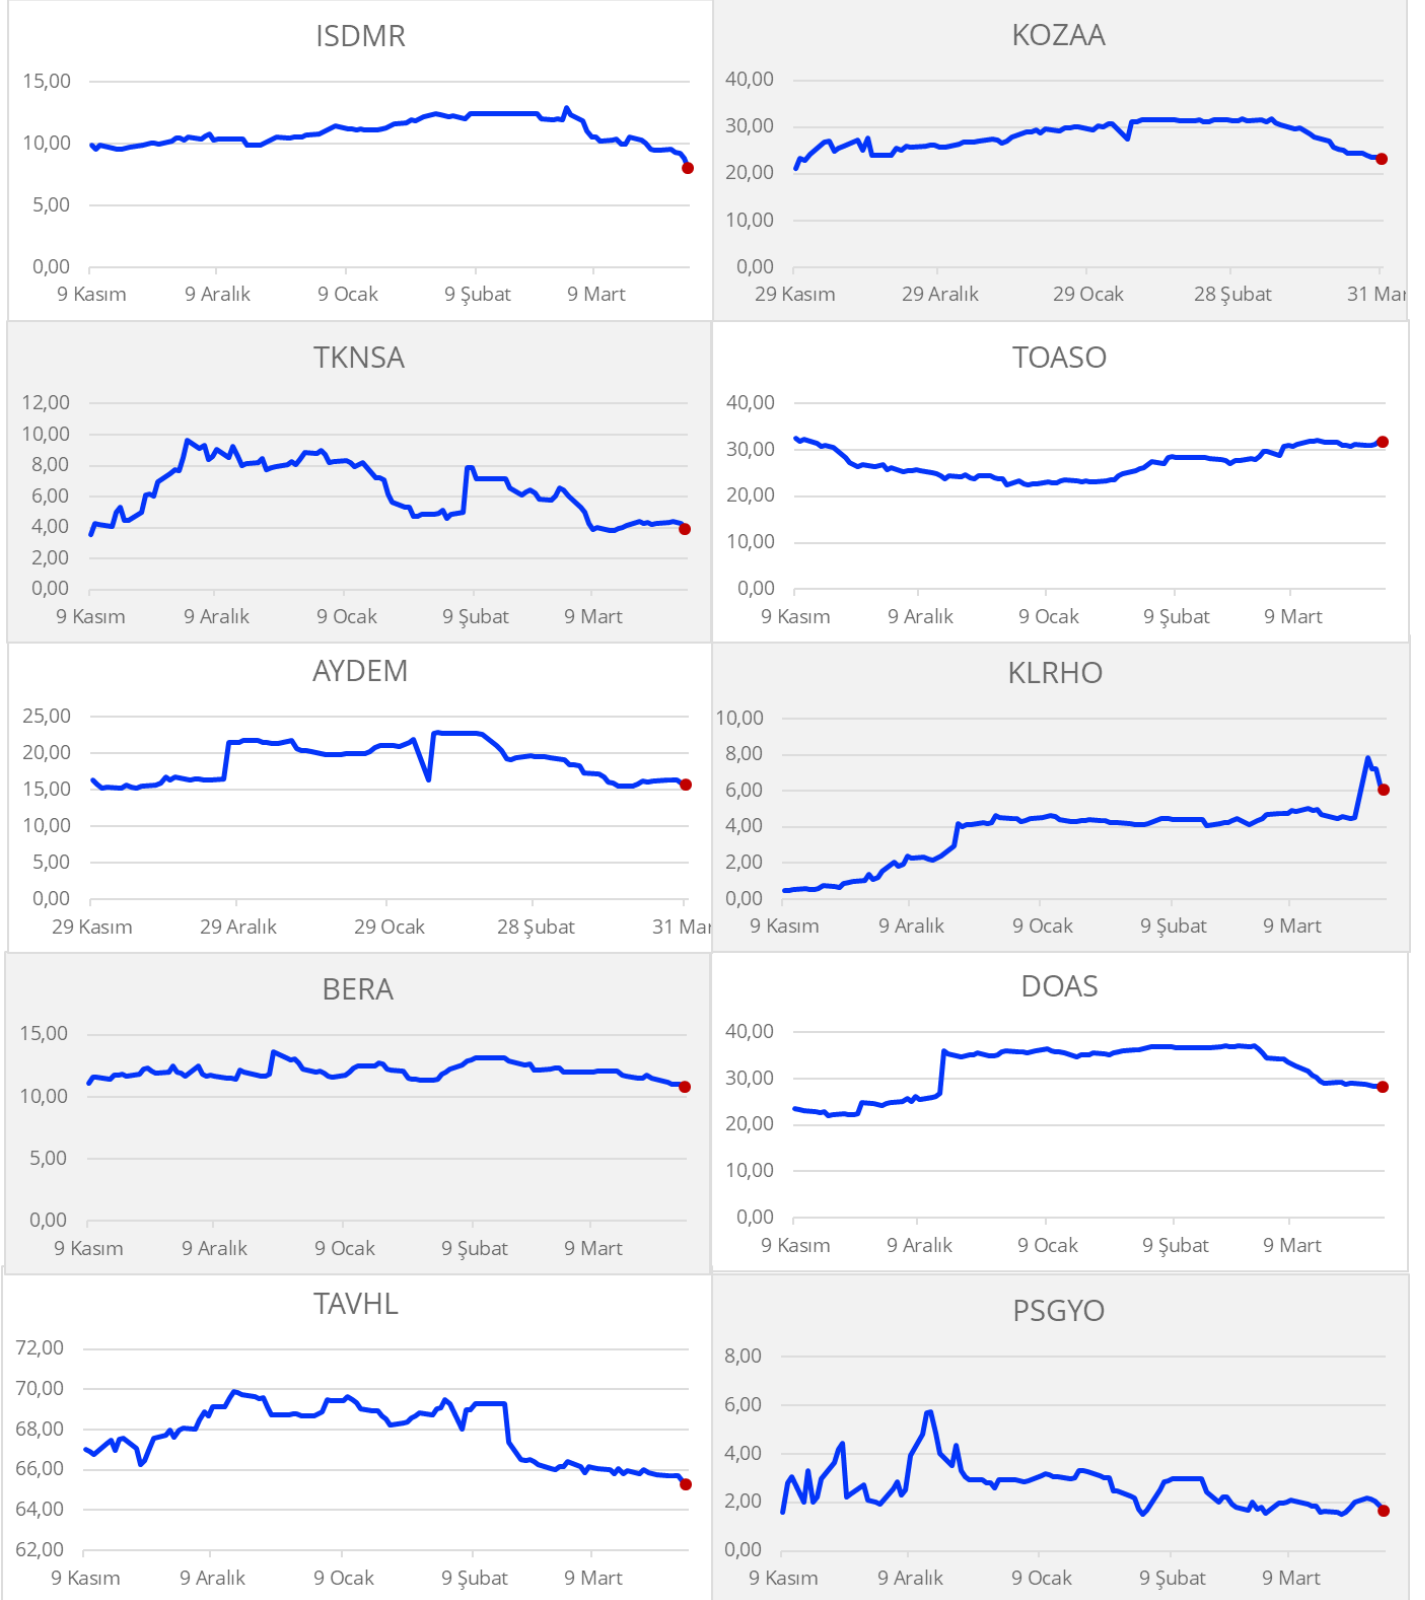 ISDMR
15,00
10,00
5,00
0,00
9 Kasım 9 Aralık 9 Ocak 9 Şubat 9 Mart
KOZAA
40,00
30,00
20,00
10,00
0,00
29 Kasım 29 Aralık 29 Ocak 28 Şubat 31 Mar
TKNSA
12,00
10,00
8,00
6,00
4,00
2,00
0,00
9 Kasım 9 Aralık 9 Ocak 9 Şubat 9 Mart
TOASO
40,00
30,00
20,00
10,00
0,00
9 Kasım 9 Aralık 9 Ocak 9 Şubat 9 Mart
AYDEM
25,00
20,00
15,00
10,00
5,00
0,00
29 Kasım 29 Aralık 29 Ocak 28 Şubat 31 Mar
KLRHO
10,00
8,00
6,00
4,00
2,00
0,00
9 Kasım 9 Aralık 9 Ocak 9 Şubat 9 Mart
BERA
15,00
10,00
5,00
0,00
9 Kasım 9 Aralık 9 Ocak 9 Şubat 9 Mart
DOAS
40,00
30,00
20,00
10,00
0,00
9 Kasım 9 Aralık 9 Ocak 9 Şubat 9 Mart
TAVHL
72,00
70,00
68,00
66,00
64,00
62,00
9 Kasım 9 Aralık 9 Ocak 9 Şubat 9 Mart
PSGYO
8,00
6,00
4,00
2,00
0,00
9 Kasım 9 Aralık 9 Ocak 9 Şubat 9 Mart